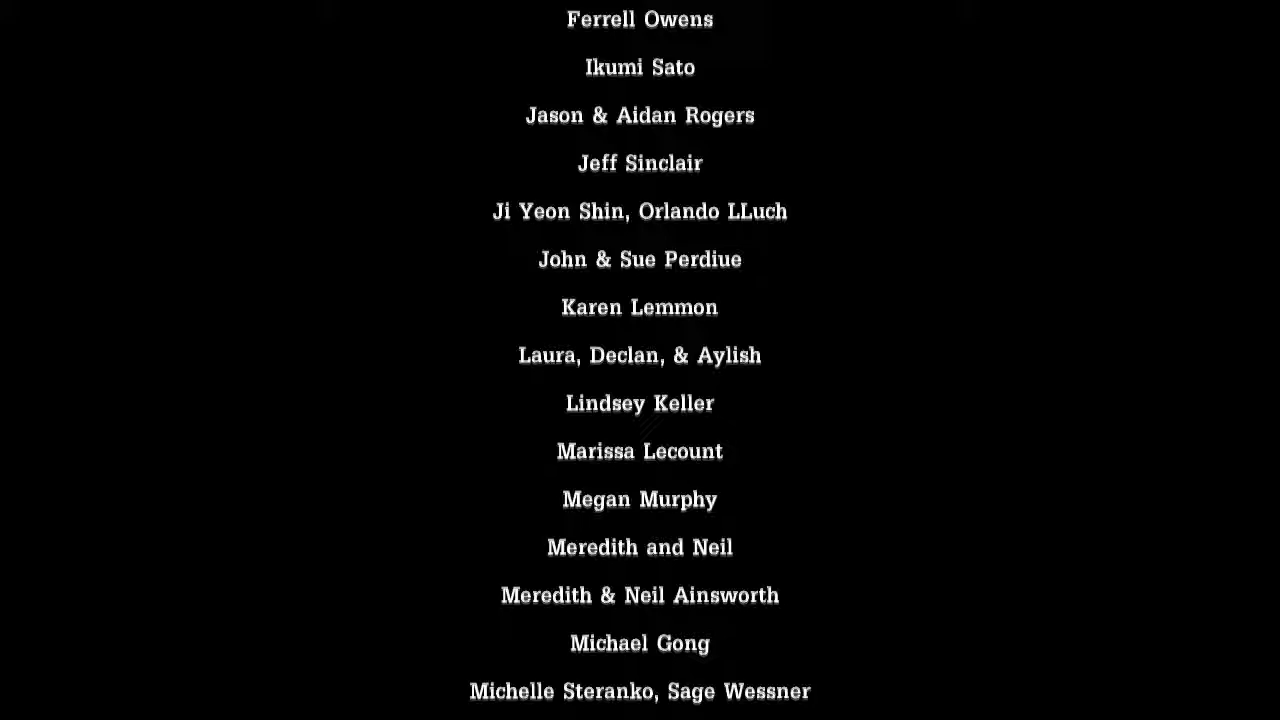 Ferrell Owens
Ikumi Sato
Jason & Aidan Rogers
Jeff Sinclair
Ji Yeon Shin, Orlando LLuch
John & Sue Perdiue
Karen Lemmon
Laura, Declan, & Aylish
Lindsey Keller
Marissa Lecount
Megan Murphy
Meredith and Neil
Meredith & Neil Ainsworth
Michael Gong
Michelle Steranko, Sage Wessner